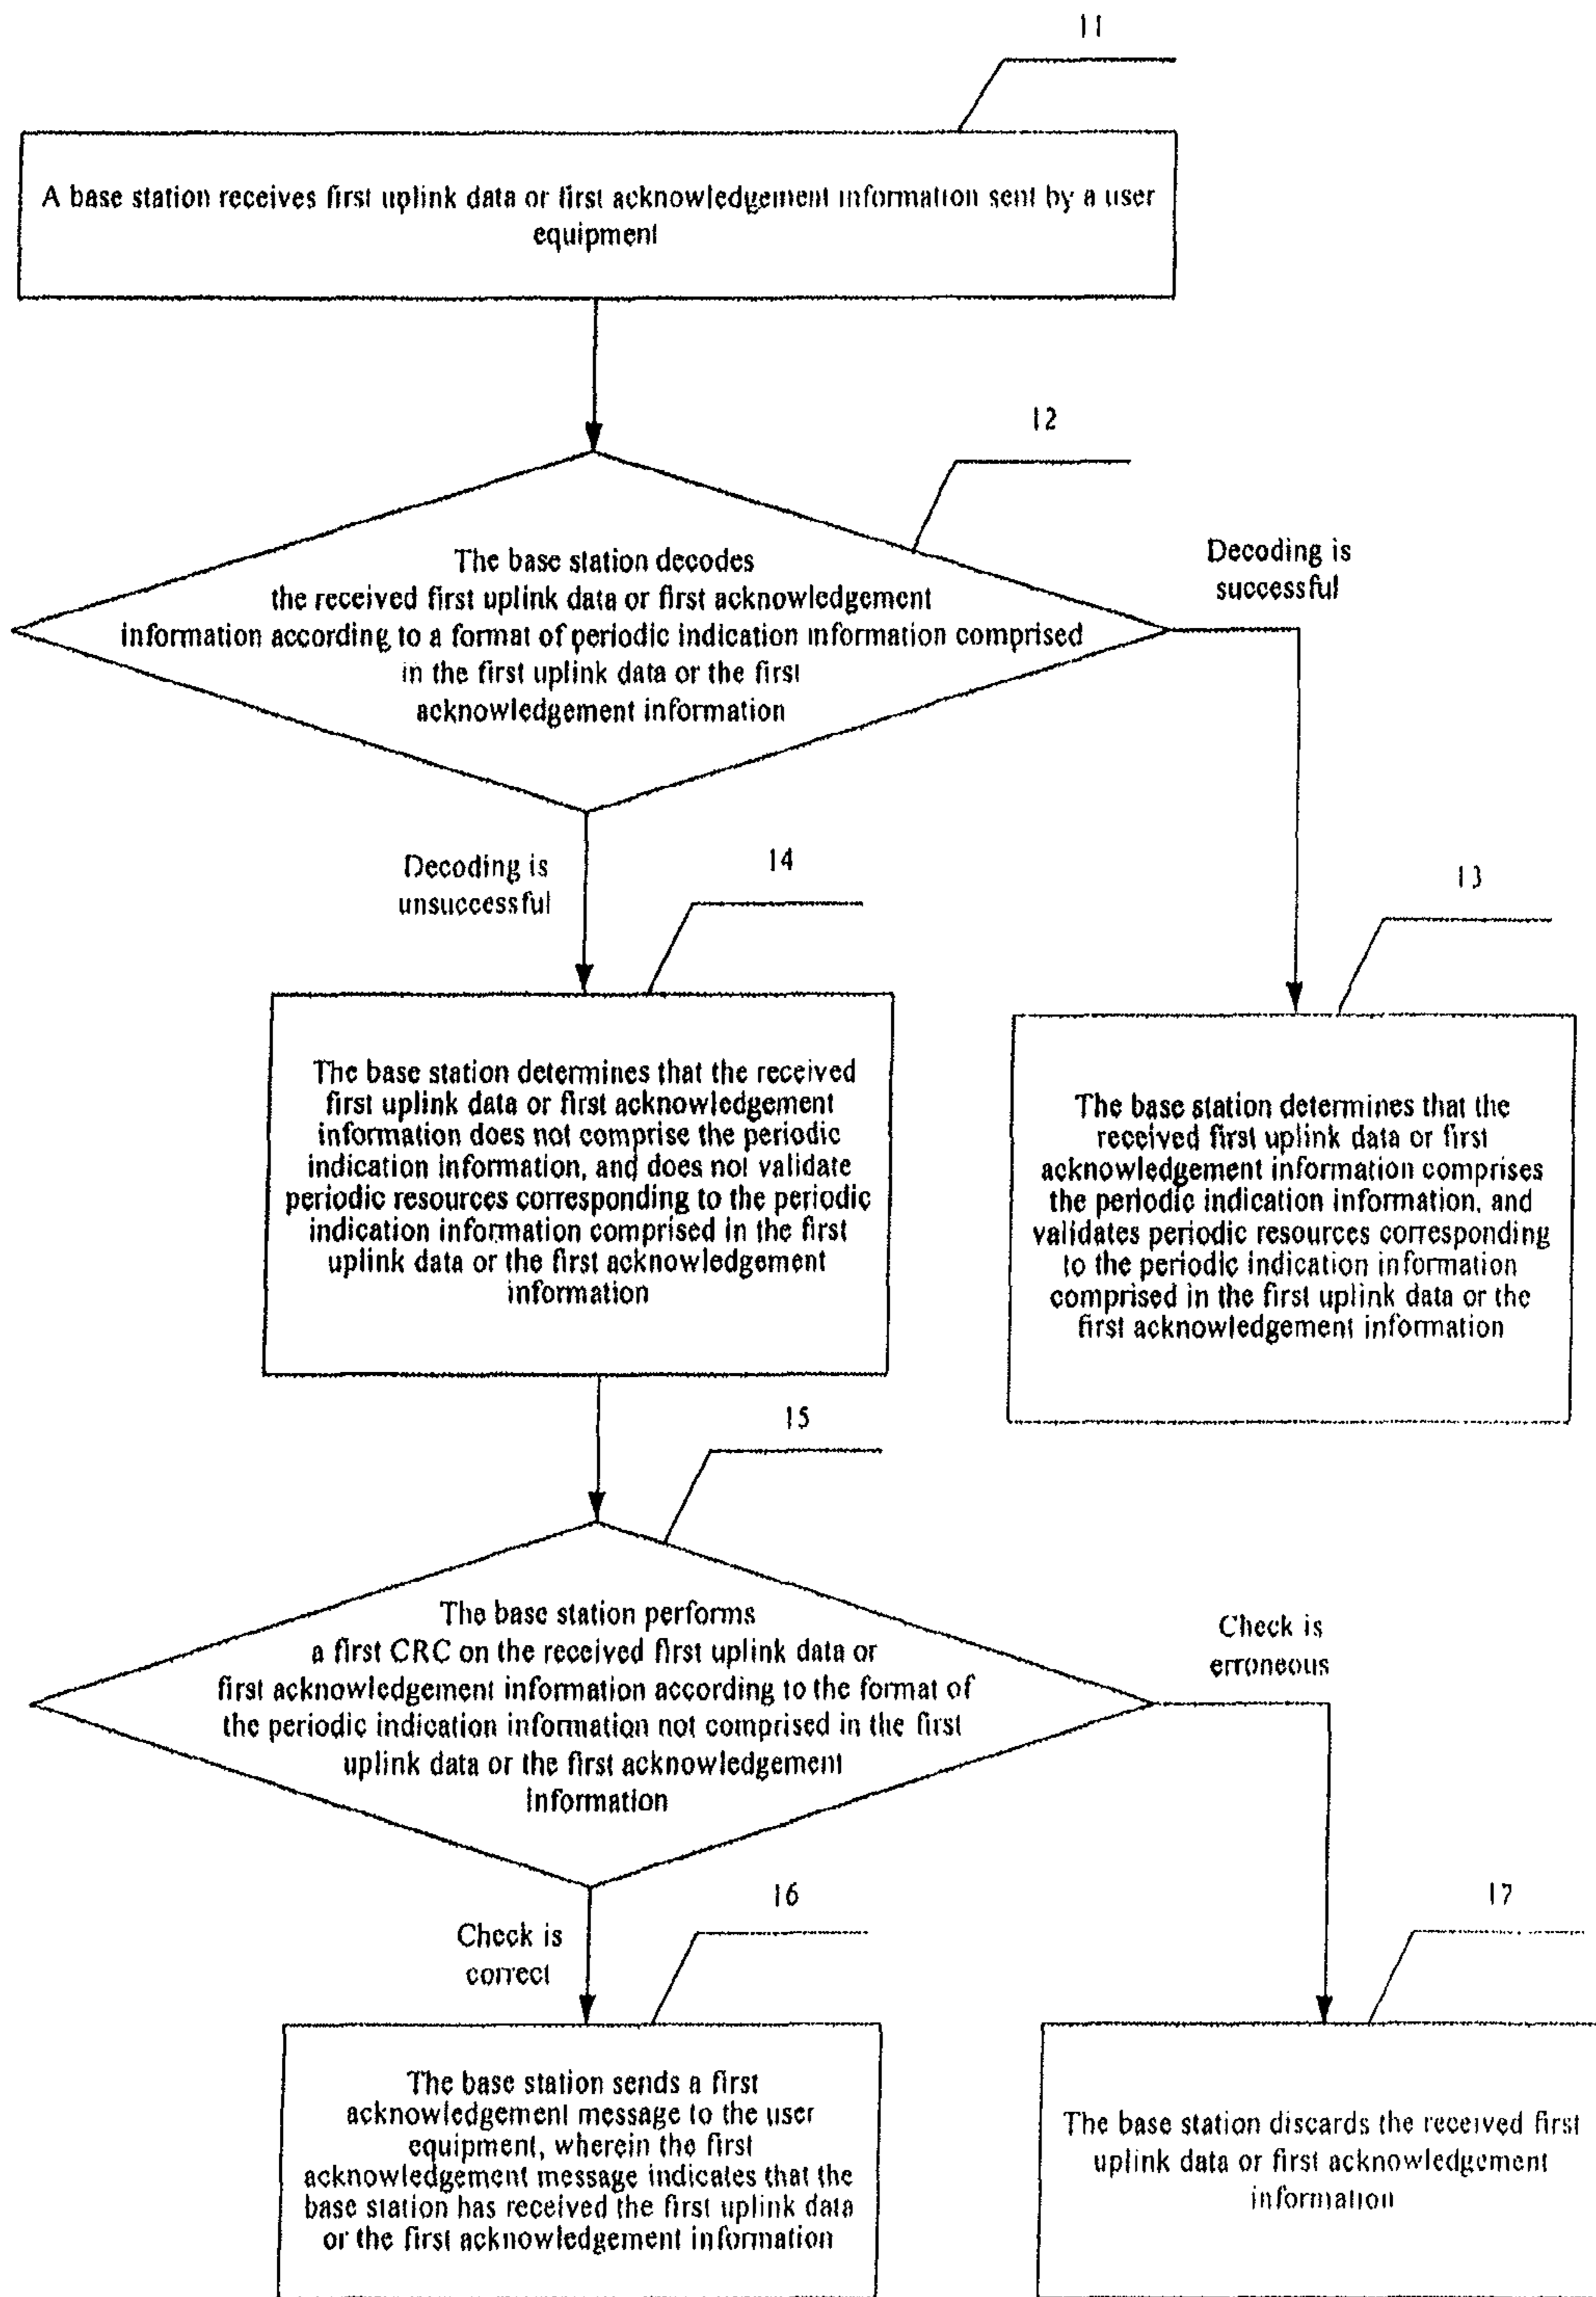 11
A base station receives first uplink data or first acknowledgement information sent by a user
equipment
12
The base station decodes
the received first uplink data or first acknowledgement
information according to a format of periodic indication information comprised
in the first uplink data or the first
acknowledgement information
Decoding is
successful
Decoding is
unsuccessful
14
13
The base station determines that the received
first uplink data or first acknowledgement
information does not comprise the periodic
indication information, and does not validate
periodic resources corresponding to the periodic
indication information comprised in the first
uplink data or the first acknowledgement
information
The base station determines that the
received first uplink data or first
acknowledgement information comprises
the periodic indication information, and
validates periodic resources corresponding
to the periodic indication information
comprised in the first uplink data or the
first acknowledgement information
15
The base station performs
a first CRC on the received first uplink data or
first acknowledgement information according to the format of
the periodic indication information not comprised in the first
uplink data or the first acknowledgement
information
Check is
erroneous
Check is
correct
16
17
The base station sends a first
acknowledgement message to the user
equipment, wherein the first
acknowledgement message indicates that the
base station has received the first uplink data
or the first acknowledgement information
The base station discards the received first
uplink data or first acknowledgement
information